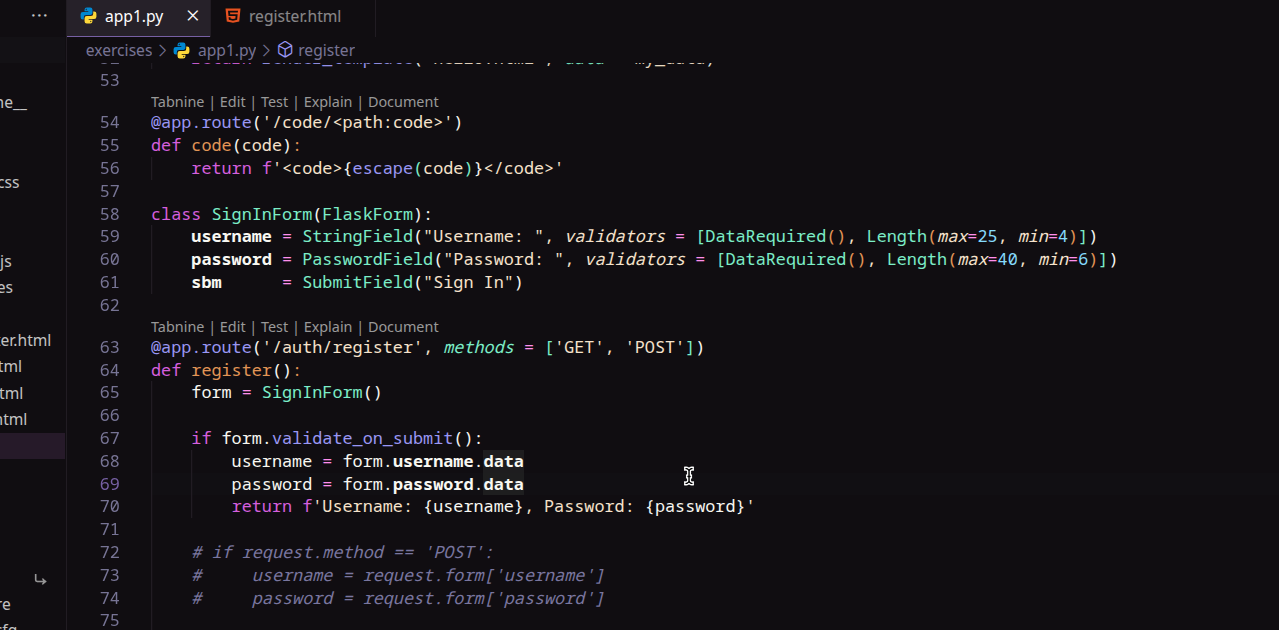 app1.py
register.html
exercises > app1.py > register
53
Tabnine | Edit | Test | Explain | Document
54 @app.route('/code/<path:code>')
55 def code(code):
56     return f'<code>{escape(code)}</code>'
57
58 class SignInForm(FlaskForm):
59     username = StringField("Username: ", validators = [DataRequired(), Length(max=25, min=4)])
60     password = PasswordField("Password: ", validators = [DataRequired(), Length(max=40, min=6)])
61     sbm      = SubmitField("Sign In")
62
Tabnine | Edit | Test | Explain | Document
63 @app.route('/auth/register', methods = ['GET', 'POST'])
64 def register():
65     form = SignInForm()
66
67     if form.validate_on_submit():
68         username = form.username.data
69         password = form.password.data
70         return f'Username: {username}, Password: {password}'
71
72     # if request.method == 'POST':
73     #     username = request.form['username']
74     #     password = request.form['password']
75
ne__
css
js
es
ter.html
tml
tml
html
re